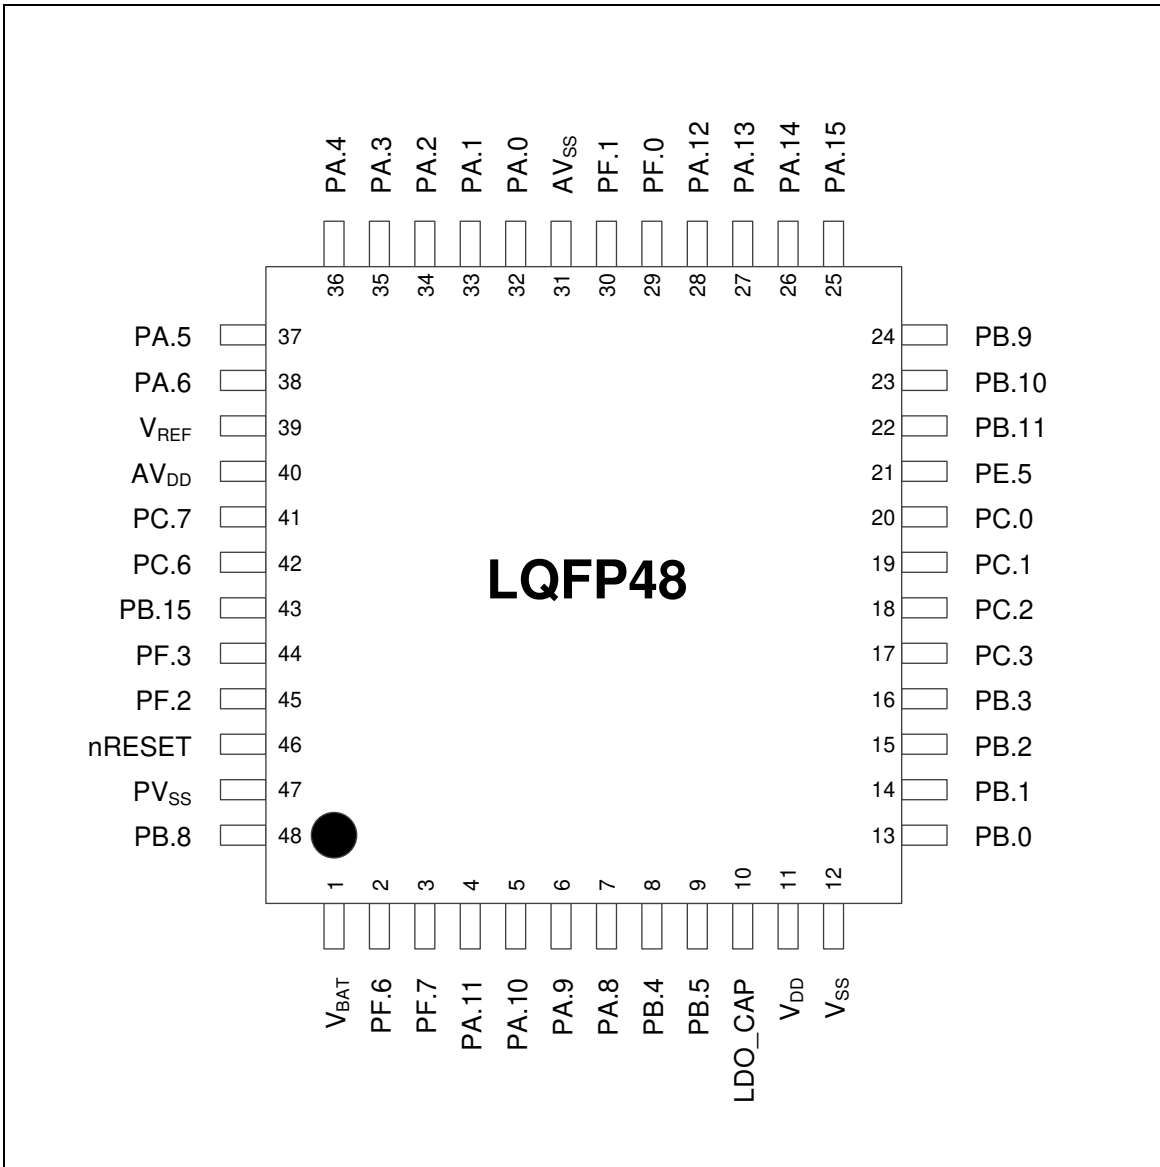 PA.4 PA.3 PA.2 PA.1 PA.0 AVSS PF.1 PF.0 PA.12 PA.13 PA.14 PA.15
36 35 34 33 32 31 30 29 28 27 26 25
PA.5 37 24 PB.9
PA.6 38 23 PB.10
VREF 39 22 PB.11
AVDD 40 21 PE.5
PC.7 41 20 PC.0
PC.6 42 19 PC.1
LQFP48
PB.15 43 18 PC.2
PF.3 44 17 PC.3
PF.2 45 16 PB.3
nRESET 46 15 PB.2
PVSS 47 14 PB.1
PB.8 48 13 PB.0
1 2 3 4 5 6 7 8 9 10 11 12
VBAT PF.6 PF.7 PA.11 PA.10 PA.9 PA.8 PB.4 PB.5 LDO_CAP VDD VSS